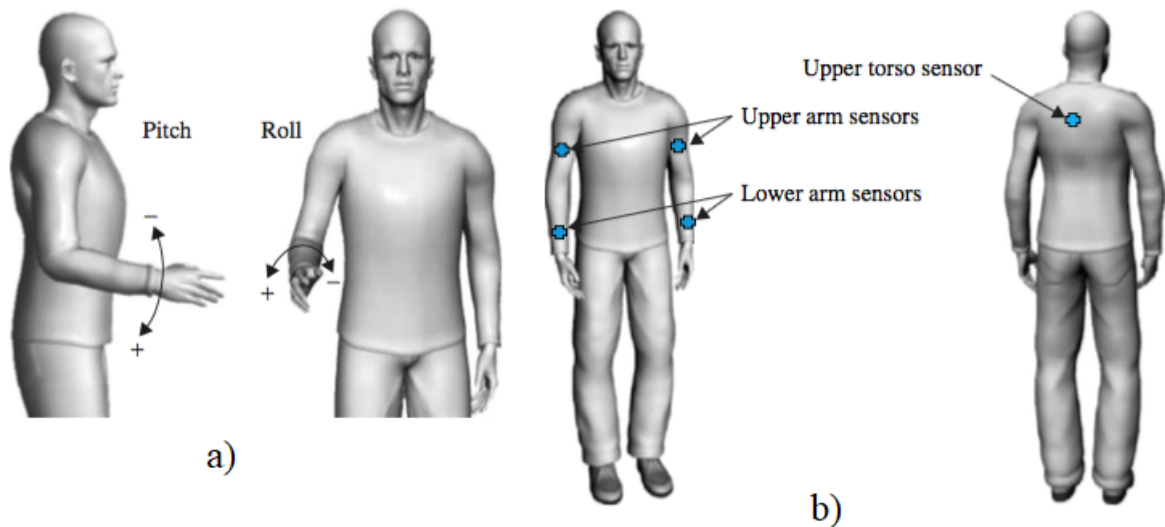 Pitch
Roll
−
+
+
−
a)
Upper arm sensors
Lower arm sensors
Upper torso sensor
b)